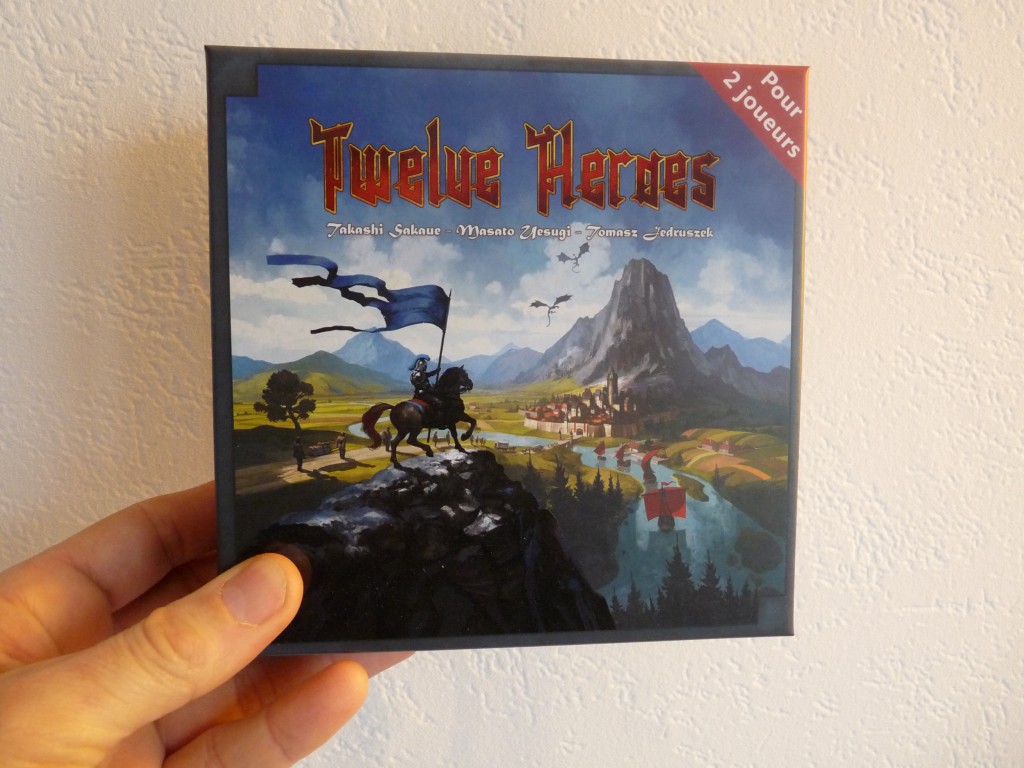 Pour
2 joueurs
Twelve Heroes
Takashi Sakaue - Masato Uesugi - Tomasz Jedruszek